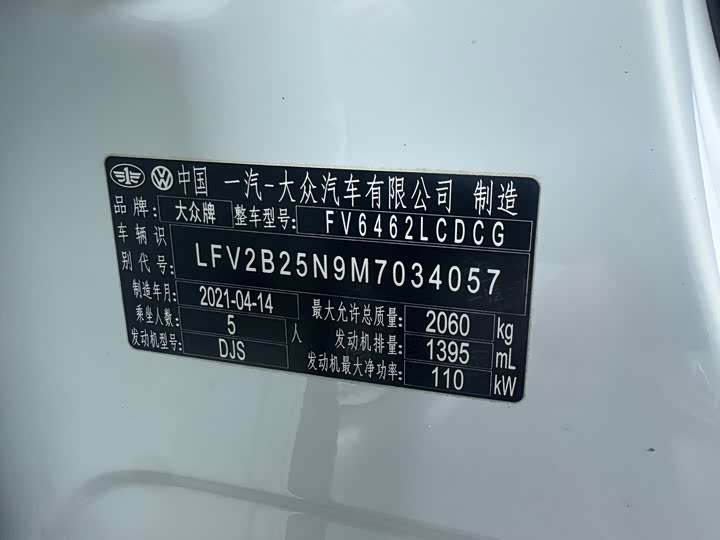 中国 一汽-大众汽车有限公司 制造
品牌: 大众牌 整车型号: FV6462LCDCG
车辆识别代号: LFV2B25N9M7034057
制造年月: 2021-04-14 最大允许总质量: 2060 kg
乘坐人数: 5 人 发动机排量: 1395 mL
发动机型号: DJS 发动机最大净功率: 110 kW